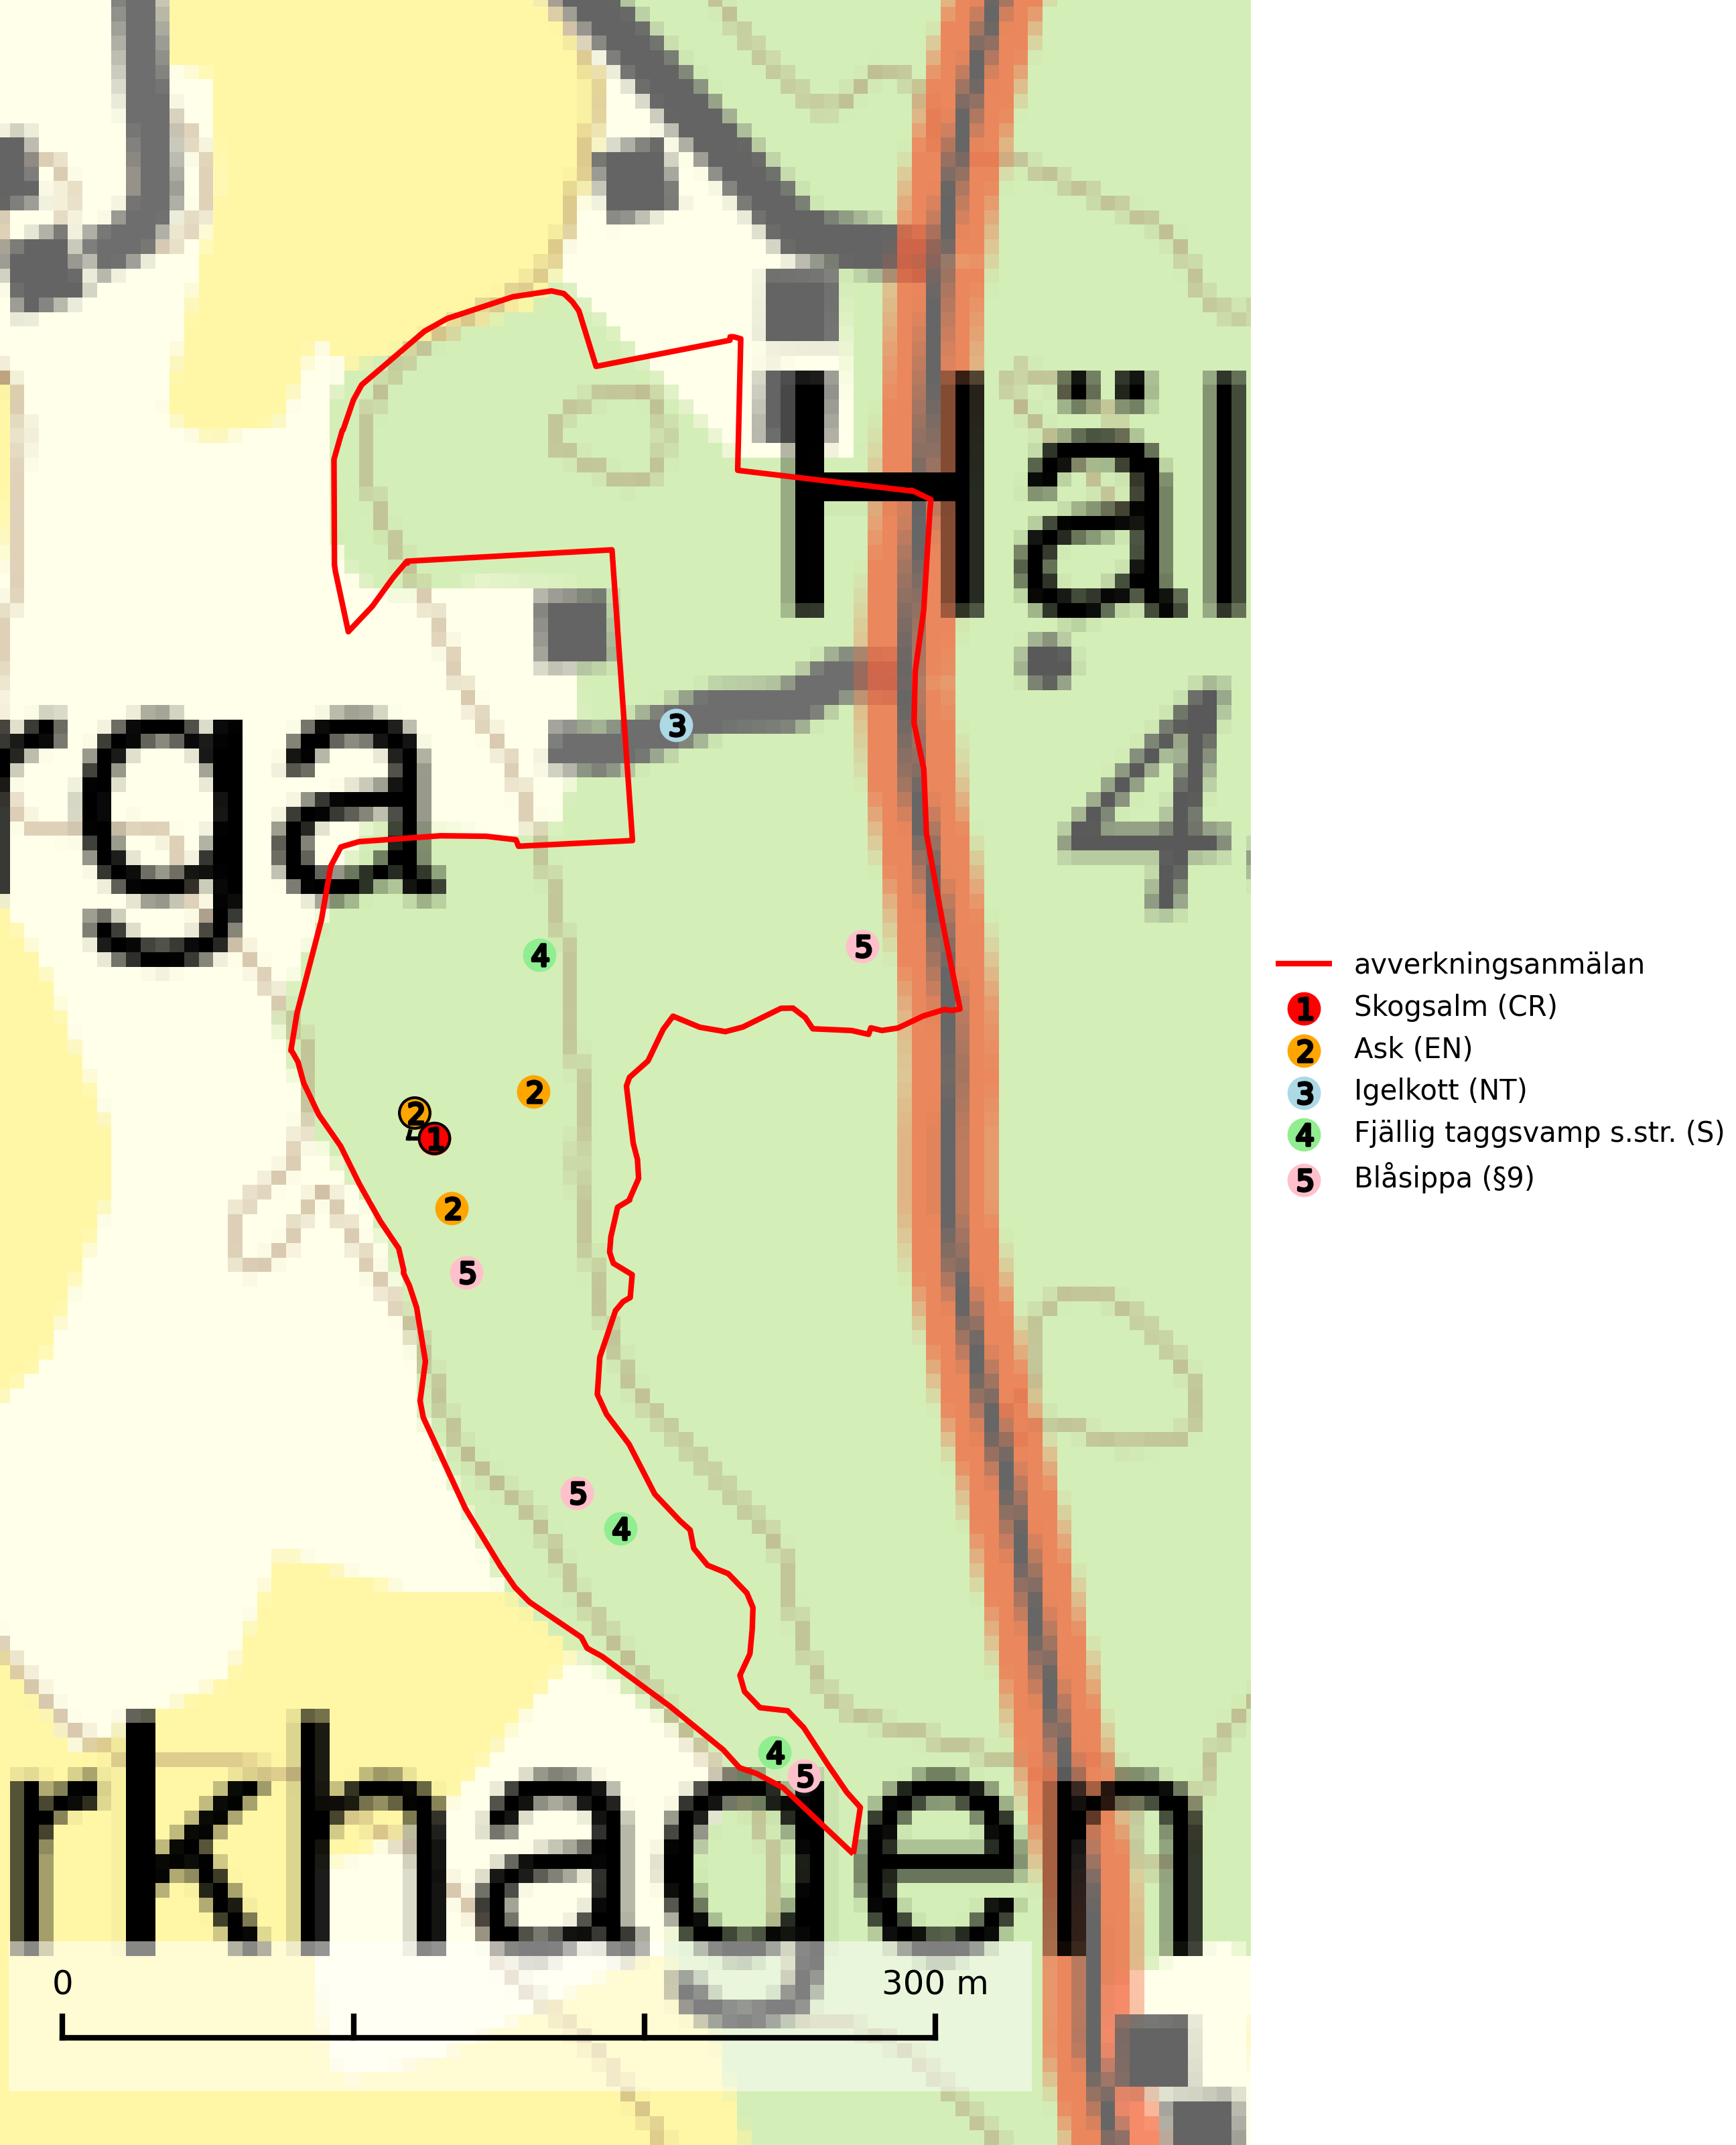 Häl
rga
4
4
5
2
2
1
2
5
5
4
4
5
3
rkhagen
0 300 m
avverkningsanmälan
1 Skogsalm (CR)
2 Ask (EN)
3 Igelkott (NT)
4 Fjällig taggsvamp s.str. (S)
5 Blåsippa (§9)